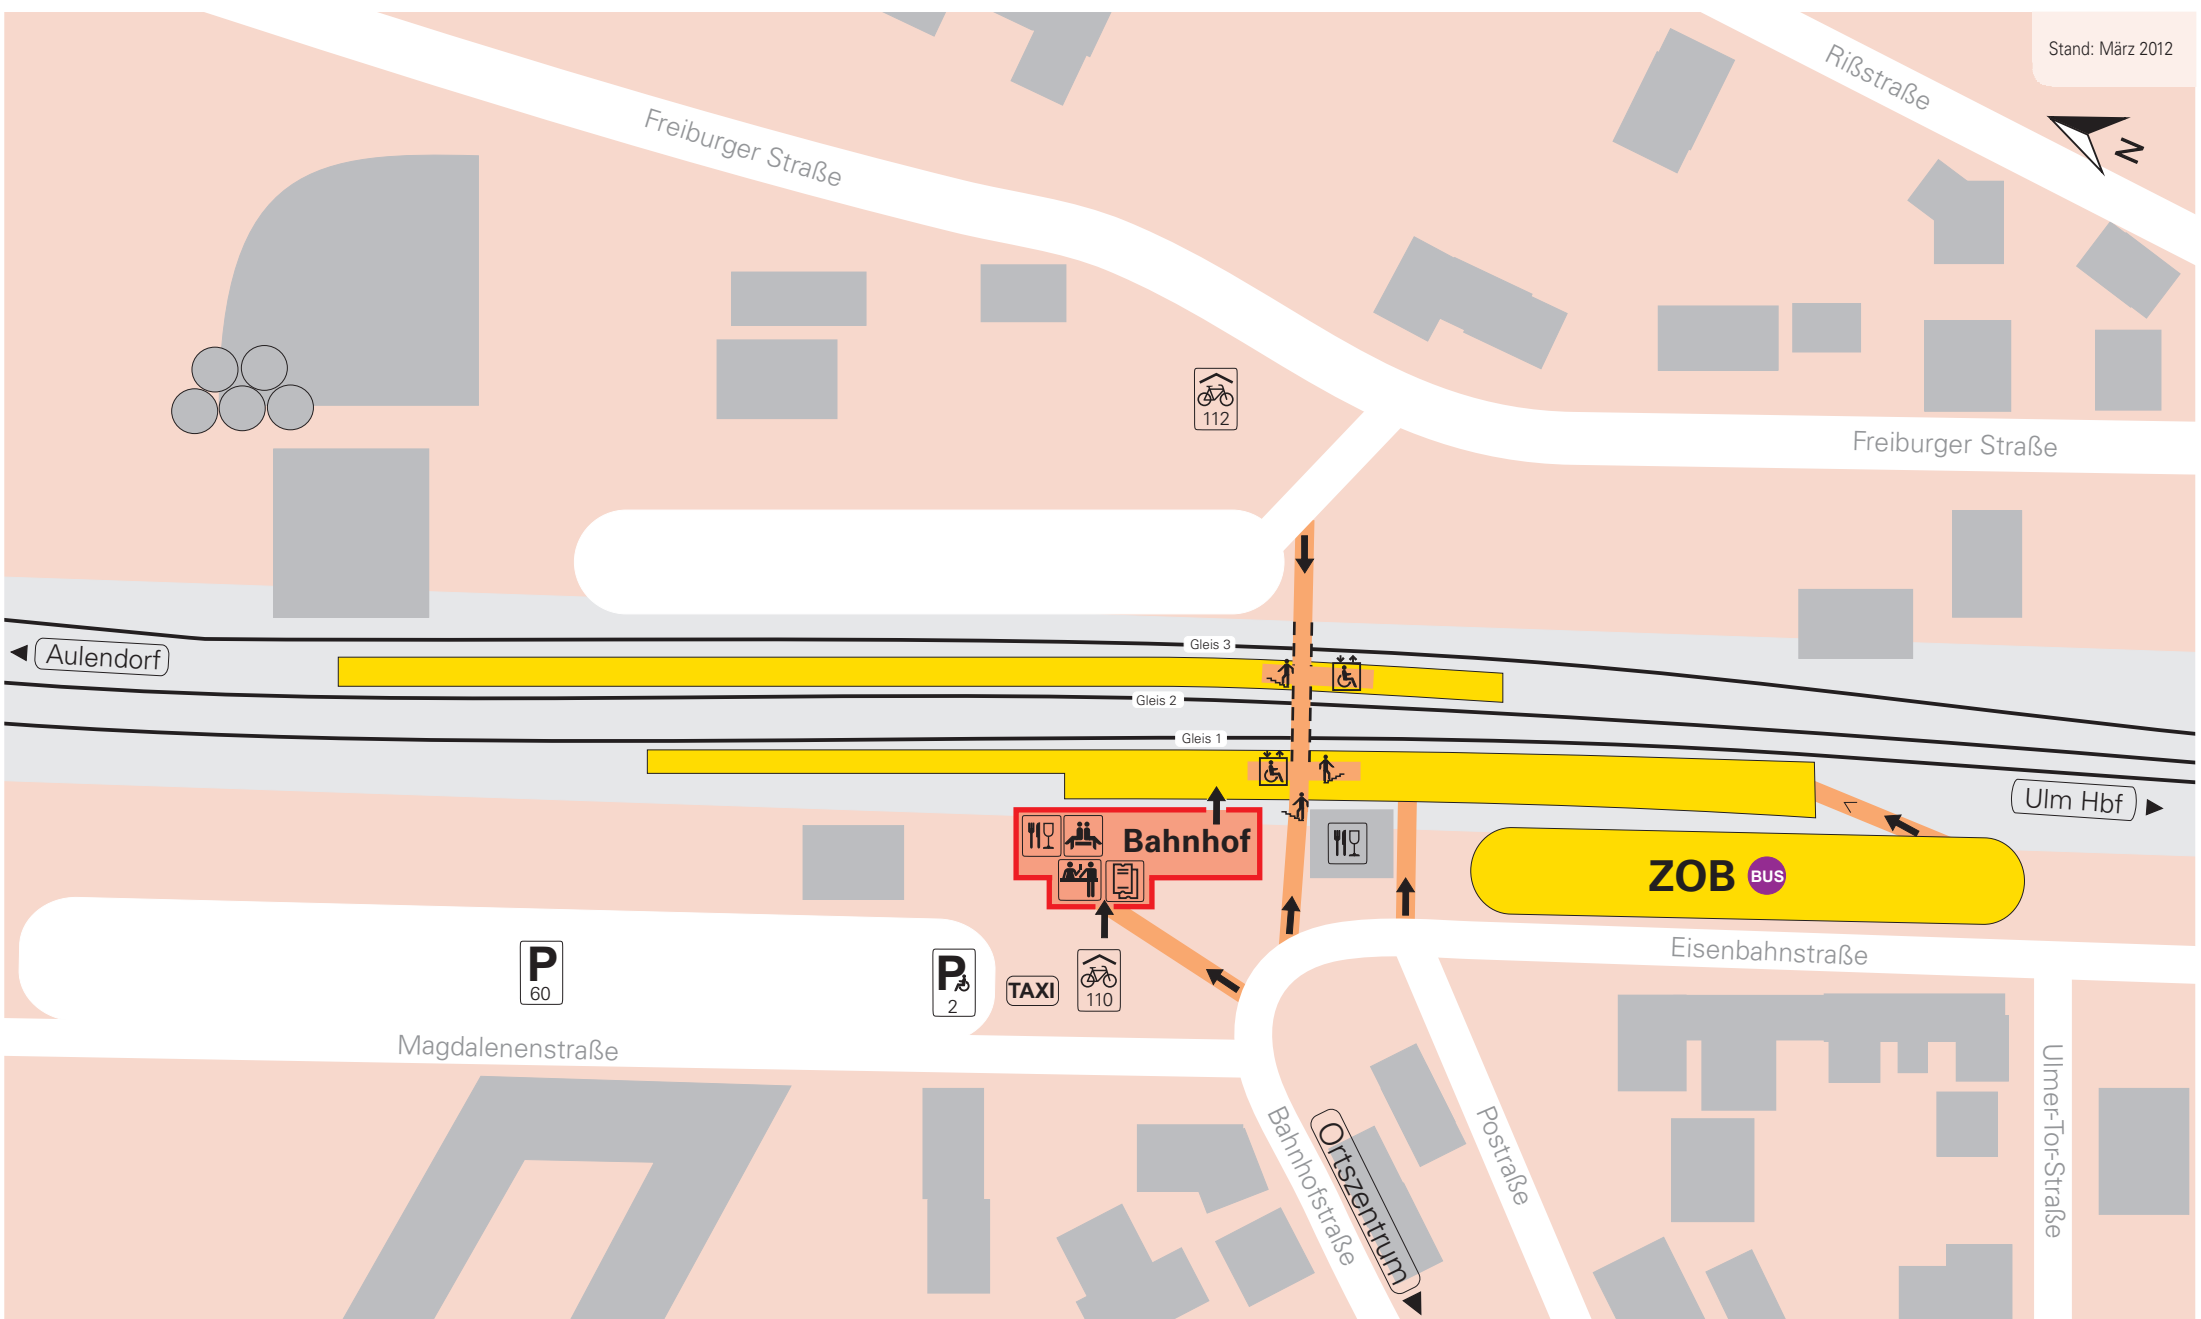 Stand: März 2012
Rißstraße
N
Freiburger Straße
112
Freiburger Straße
Gleis 3
Aulendorf
Gleis 2
Gleis 1
Ulm Hbf
Bahnhof
ZOB BUS
Eisenbahnstraße
P
60
P
2
TAXI
110
Magdalenenstraße
Bahnhofstraße
Ortszentrum
Postraße
Ulmer-Tor-Straße